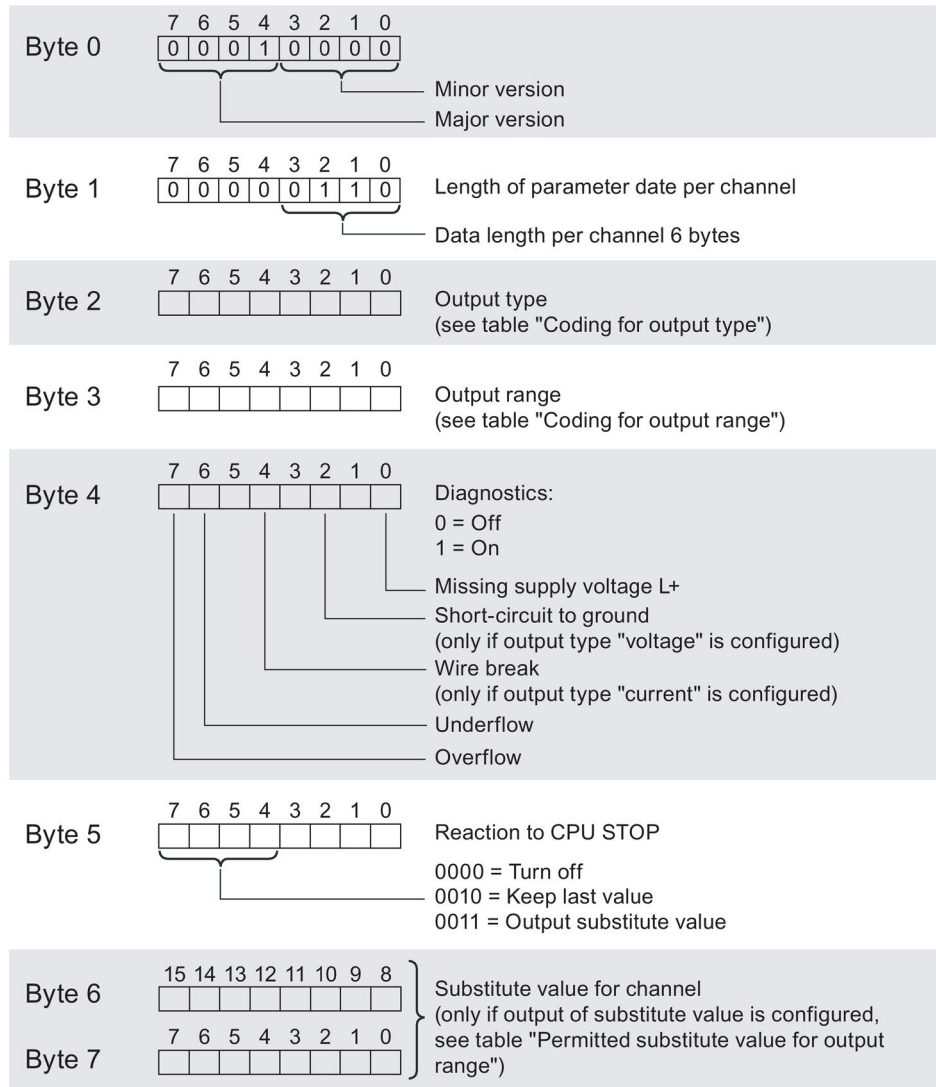 7 6 5 4 3 2 1 0
Byte 0
0 0 0 1 0 0 0 0
Minor version
Major version
7 6 5 4 3 2 1 0
Byte 1
0 0 0 0 0 1 1 0
Length of parameter date per channel
Data length per channel 6 bytes
7 6 5 4 3 2 1 0
Byte 2
Output type
(see table "Coding for output type")
7 6 5 4 3 2 1 0
Byte 3
Output range
(see table "Coding for output range")
7 6 5 4 3 2 1 0
Byte 4
Diagnostics:
0 = Off
1 = On
Missing supply voltage L+
Short-circuit to ground
(only if output type "voltage" is configured)
Wire break
(only if output type "current" is configured)
Underflow
Overflow
7 6 5 4 3 2 1 0
Byte 5
Reaction to CPU STOP
0000 = Turn off
0010 = Keep last value
0011 = Output substitute value
15 14 13 12 11 10 9 8
Byte 6
Substitute value for channel
(only if output of substitute value is configured,
see table "Permitted substitute value for output
range")
7 6 5 4 3 2 1 0
Byte 7